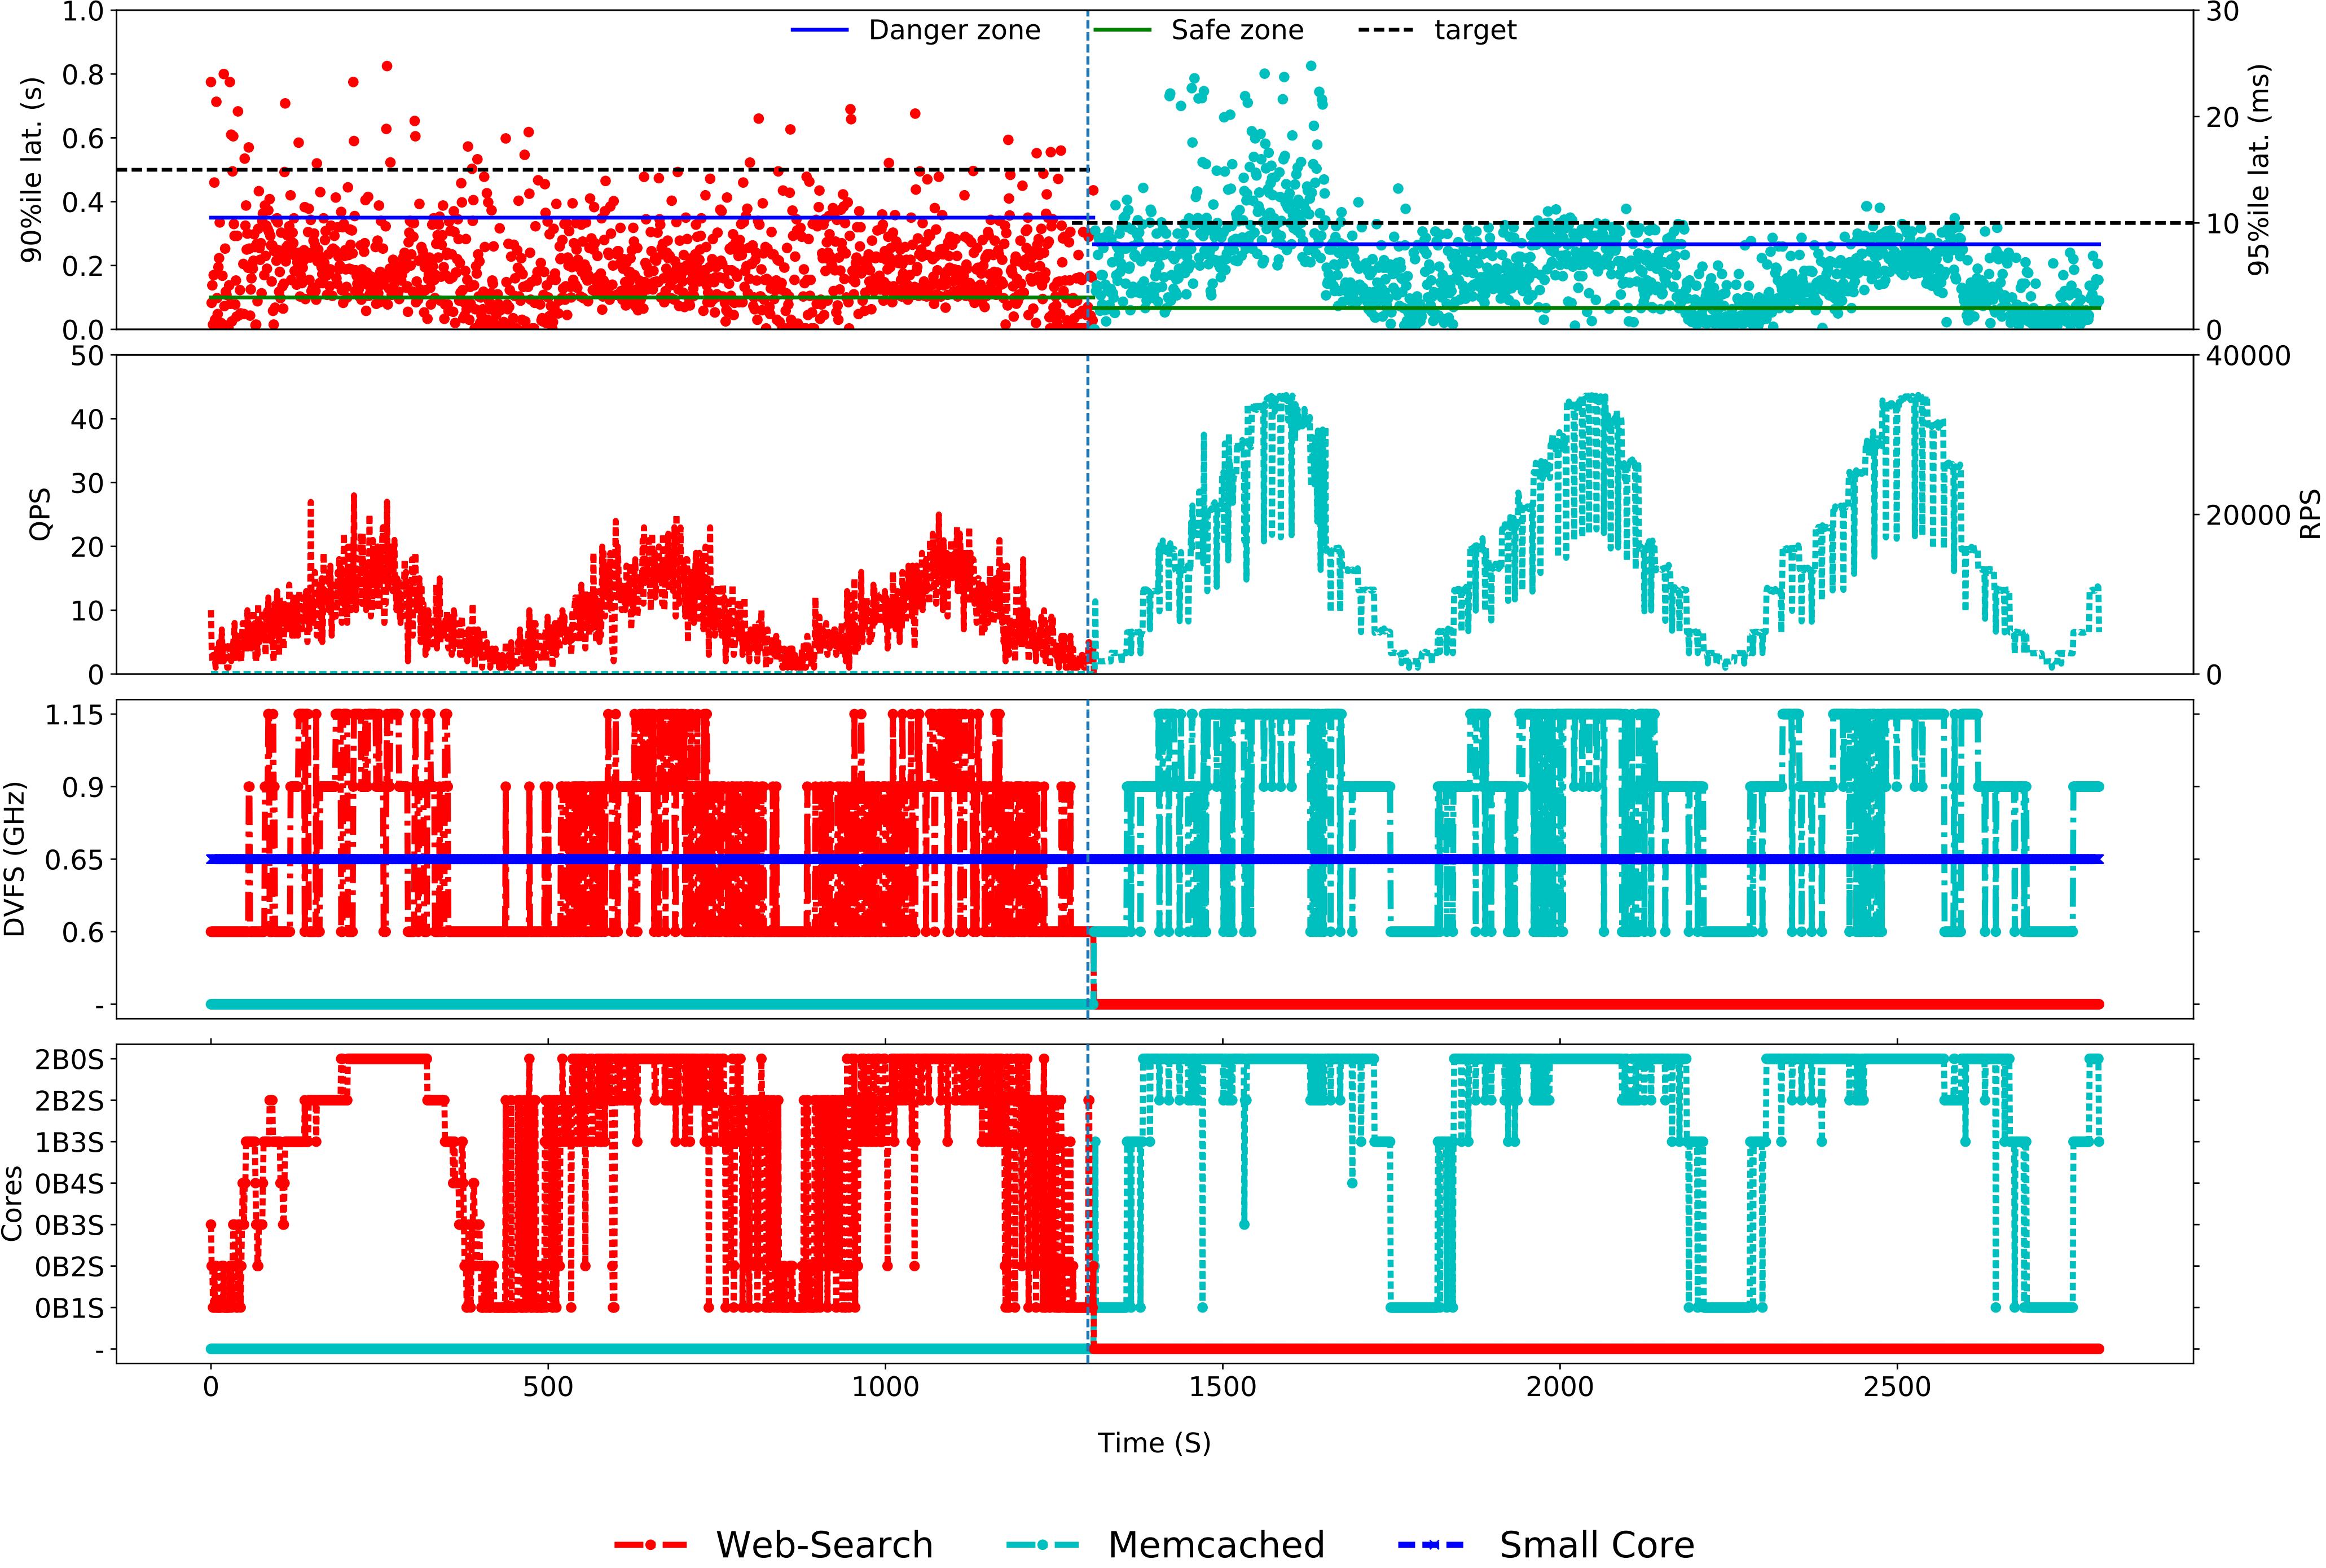 Danger zone
Safe zone
target
90%ile lat. (s)
1.0
0.8
0.6
0.4
0.2
0.0
95%ile lat. (ms)
30
20
10
0
QPS
50
40
30
20
10
0
RPS
40000
20000
0
DVFS (GHz)
1.15
0.9
0.65
0.6
-
Cores
2B0S
2B2S
1B3S
0B4S
0B3S
0B2S
0B1S
-
0 500 1000 1500 2000 2500
Time (S)
Web-Search
Memcached
Small Core